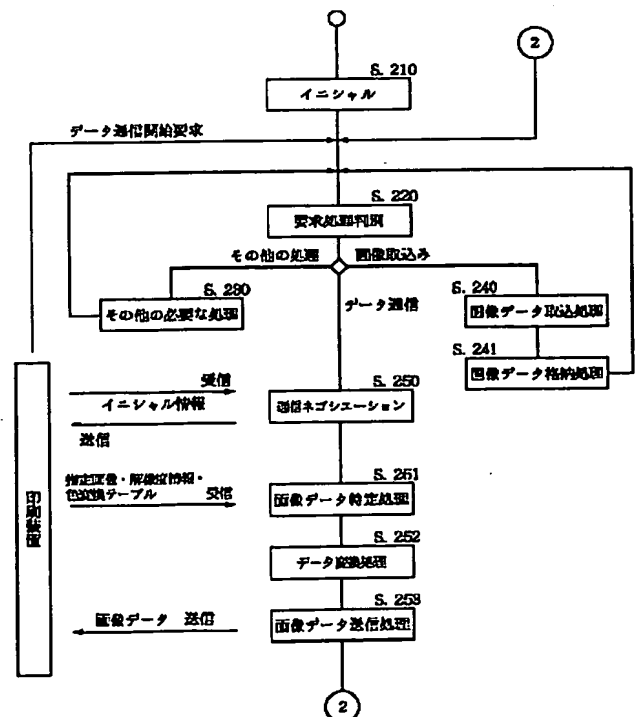 2
S. 210
イニシャル
データ通信開始要求
S. 220
要求処理判別
その他の処理
画像取込み
S. 230
その他の必要な処理
データ通信
S. 240
画像データ取込処理
S. 241
画像データ格納処理
受信
イニシャル情報
送信
S. 250
通信ネゴシエーション
印刷装置
指定画像・解像度情報・
色変換テーブル 受信
S. 251
画像データ特定処理
S. 252
データ変換処理
S. 253
画像データ送信処理
画像データ 送信
2